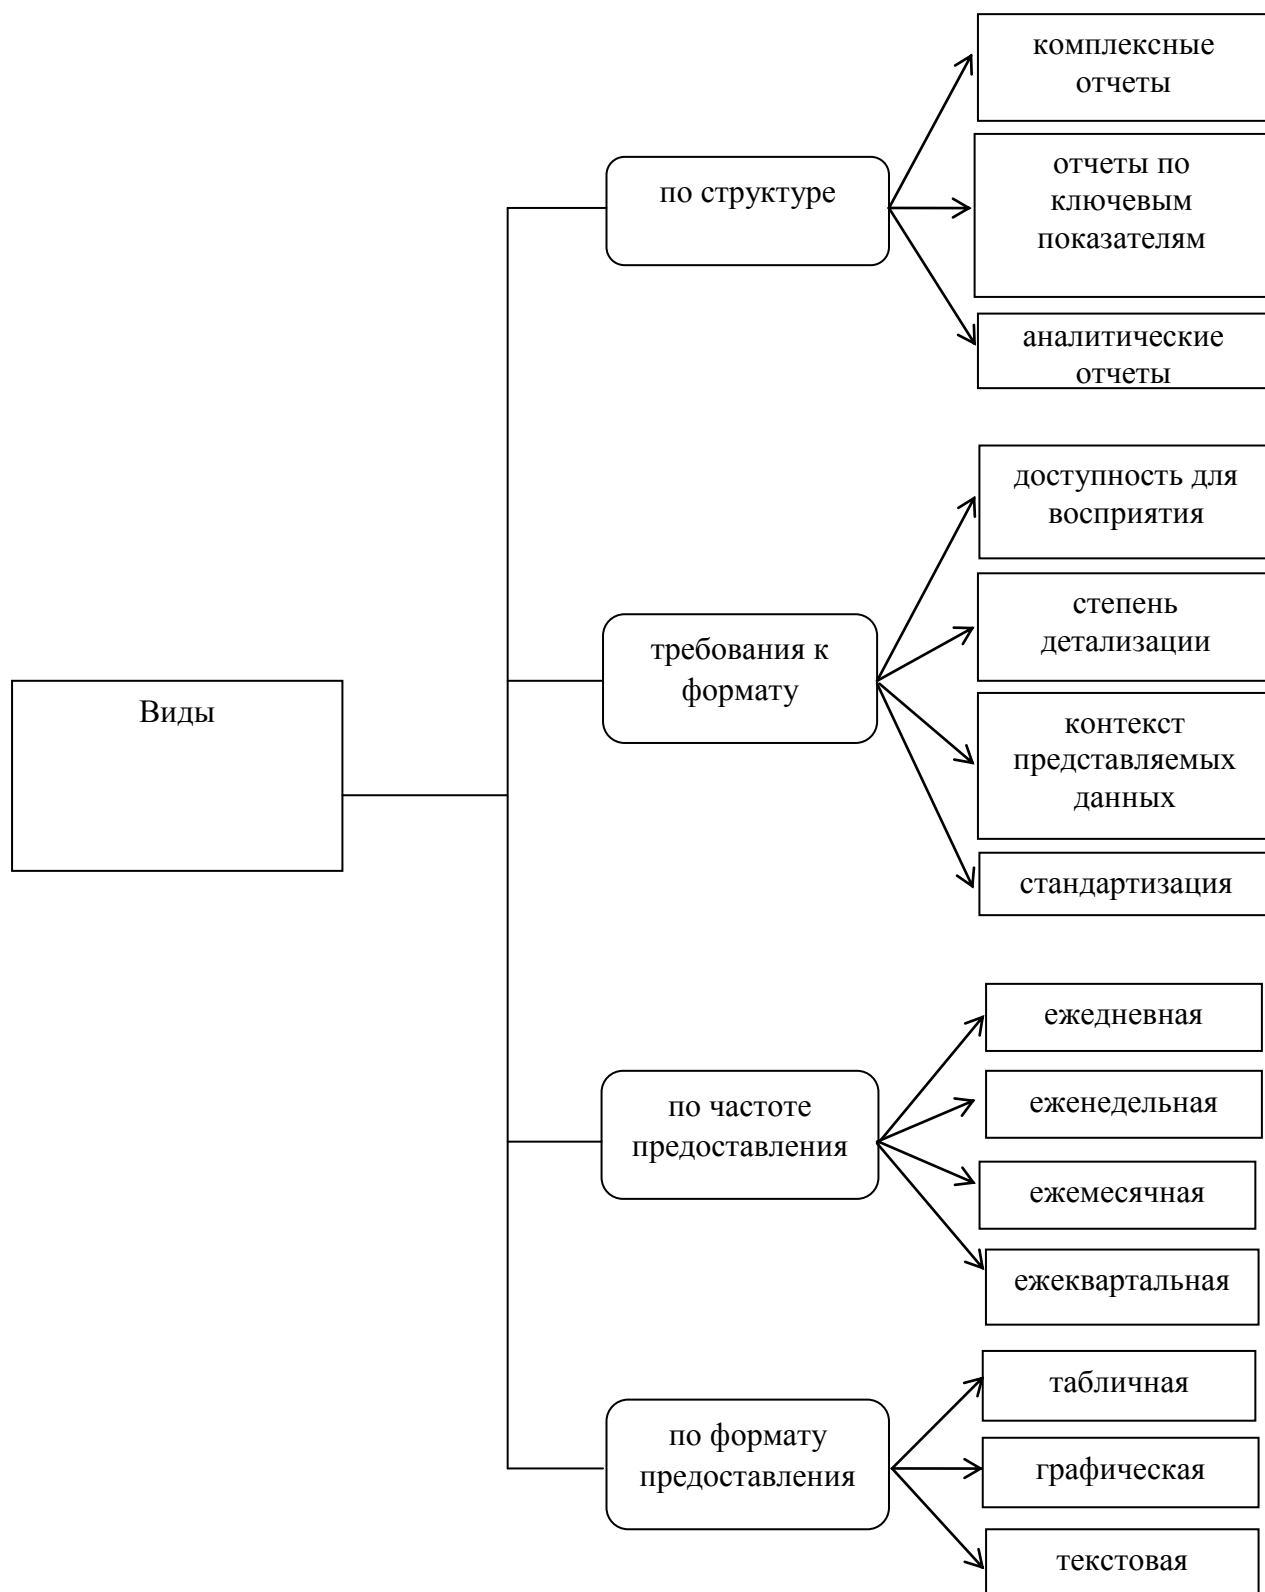 Виды
по структуре
комплексные
отчеты
отчеты по
ключевым
показателям
аналитические
отчеты
требования к
формату
доступность для
восприятия
степень
детализации
контекст
представляемых
данных
стандартизация
по частоте
предоставления
ежедневная
еженедельная
ежемесячная
ежеквартальная
по формату
предоставления
табличная
графическая
текстовая